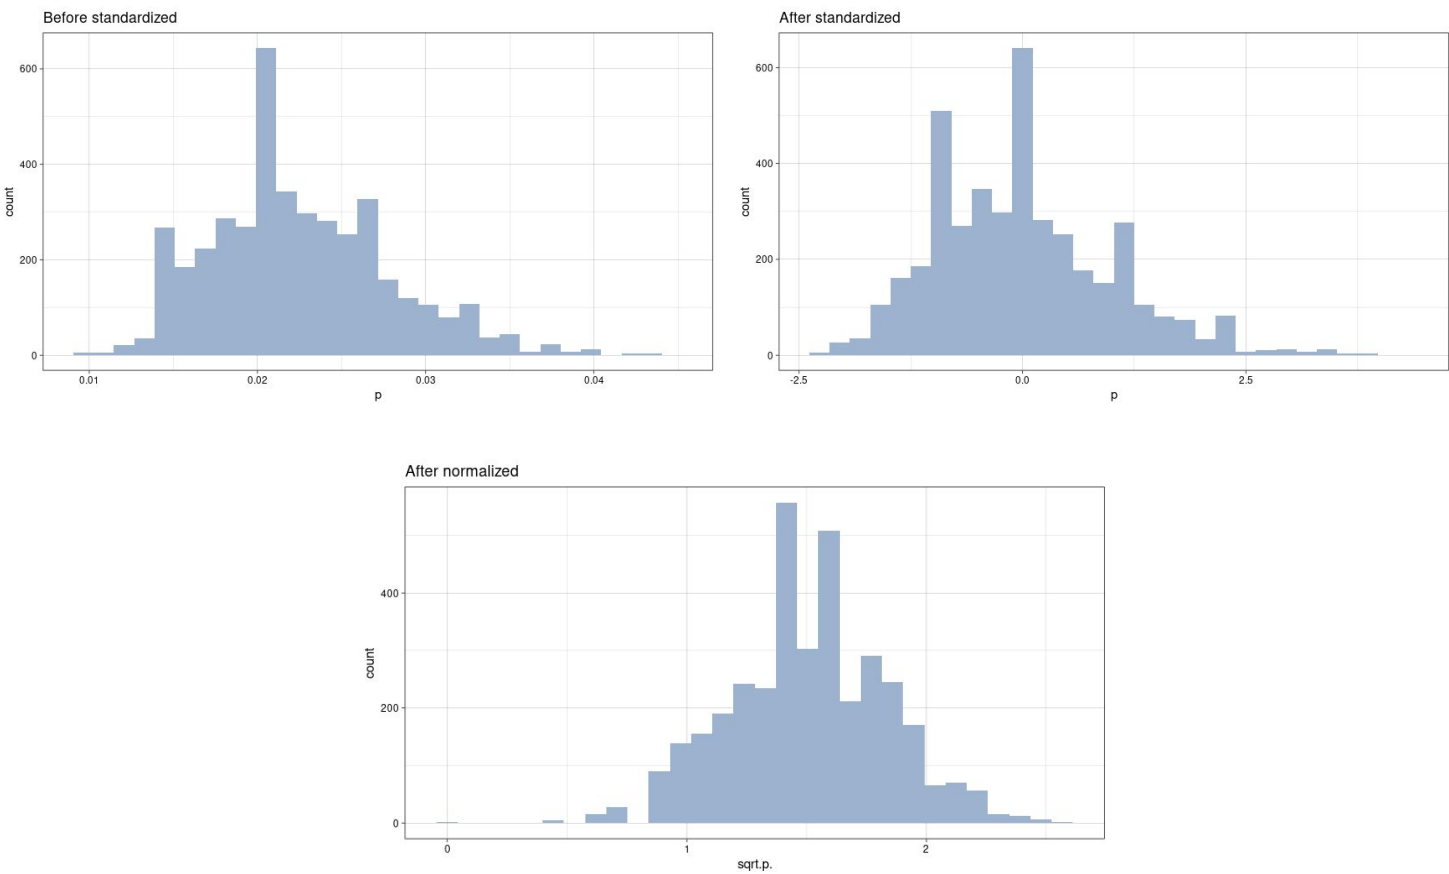 Before standardized
600
400
200
0
count
0.01
0.02
0.03
0.04
p
After standardized
600
400
200
0
count
-2.5
0.0
2.5
p
After normalized
400
200
0
count
0
1
2
sqrt.p.